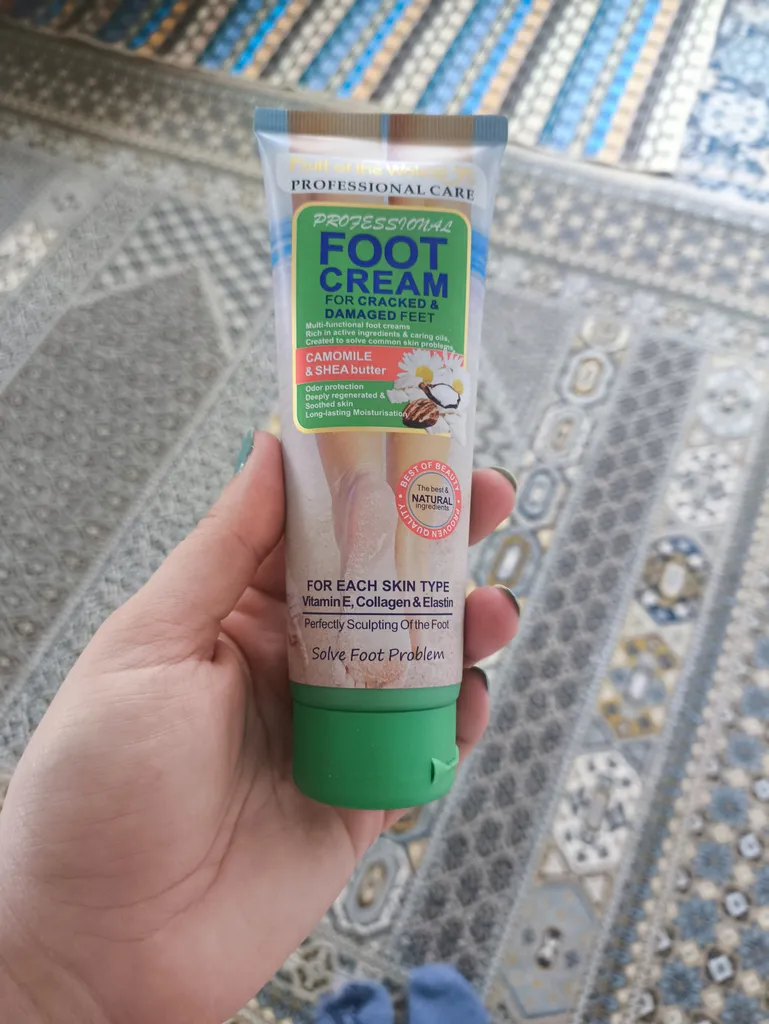 PROFESSIONAL CARE
PROFESSIONAL
FOOT
CREAM
FOR CRACKED &
DAMAGED FEET
Multi-functional foot creams
Rich in active ingredients & caring oils,
Created to solve common skin problems
CAMOMILE
& SHEA butter
Odor protection
Deeply regenerated &
Soothed skin
Long-lasting Moisturisation
BEST OF BEAUTY
The best &
NATURAL
ingredients
PROOVEN QUALITY
FOR EACH SKIN TYPE
Vitamin E, Collagen & Elastin
Perfectly Sculpting Of the Foot
Solve Foot Problem